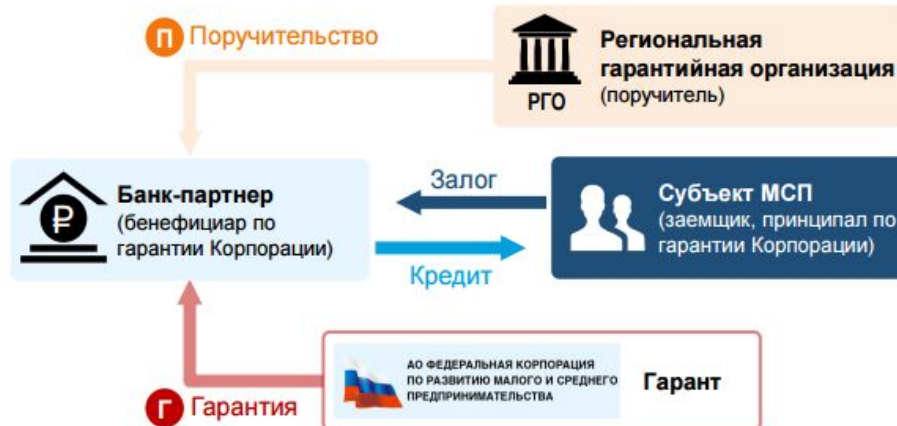 П Поручительство
Региональная
гарантийная организация
(поручитель)
РГО
Банк-партнер
(бенефициар по
гарантии Корпорации)
₽
Залог
Кредит
Субъект МСП
(заемщик, принципал по
гарантии Корпорации)
Г Гарантия
АО ФЕДЕРАЛЬНАЯ КОРПОРАЦИЯ
ПО РАЗВИТИЮ МАЛОГО И СРЕДНЕГО
ПРЕДПРИНИМАТЕЛЬСТВА
Гарант